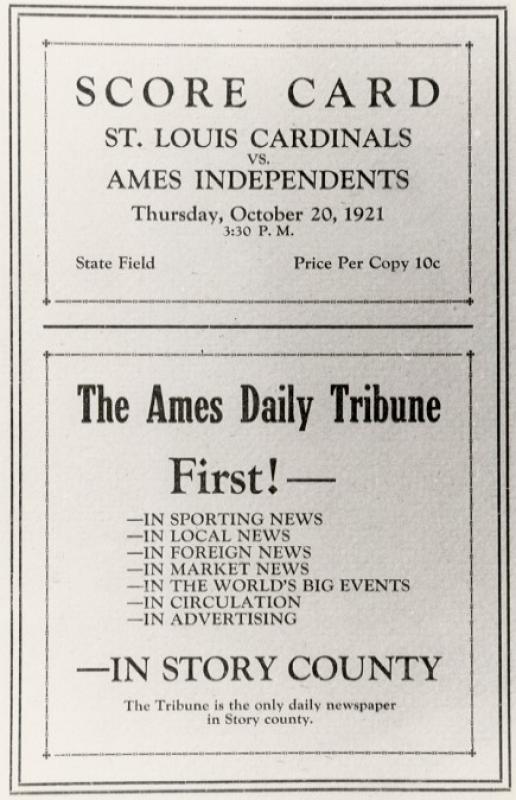 SCORE CARD
ST. LOUIS CARDINALS
VS.
AMES INDEPENDENTS
Thursday, October 20, 1921
3:30 P. M.
State Field Price Per Copy 10c
The Ames Daily Tribune
First!—
—IN SPORTING NEWS
—IN LOCAL NEWS
—IN FOREIGN NEWS
—IN MARKET NEWS
—IN THE WORLD'S BIG EVENTS
—IN CIRCULATION
—IN ADVERTISING
—IN STORY COUNTY
The Tribune is the only daily newspaper
in Story county.